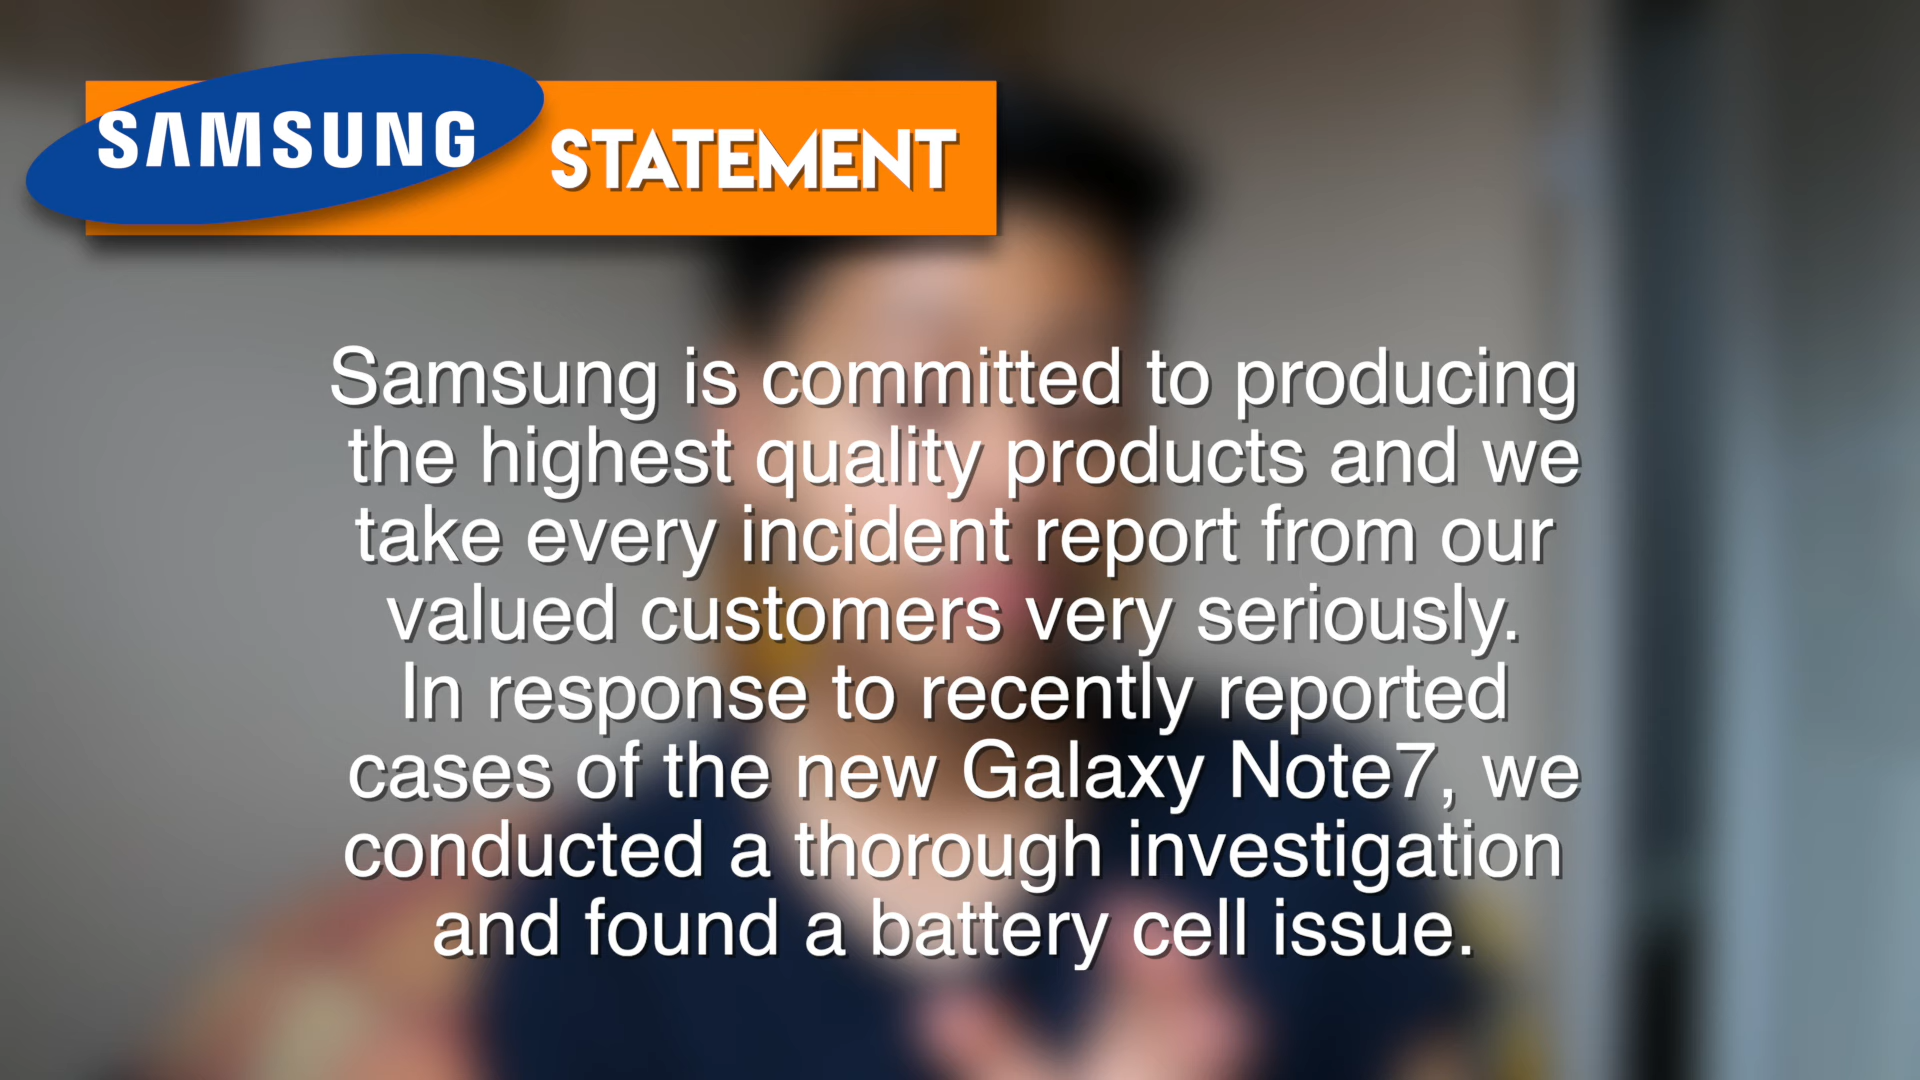 SAMSUNG STATEMENT
Samsung is committed to producing
the highest quality products and we
take every incident report from our
valued customers very seriously.
In response to recently reported
cases of the new Galaxy Note7, we
conducted a thorough investigation
and found a battery cell issue.